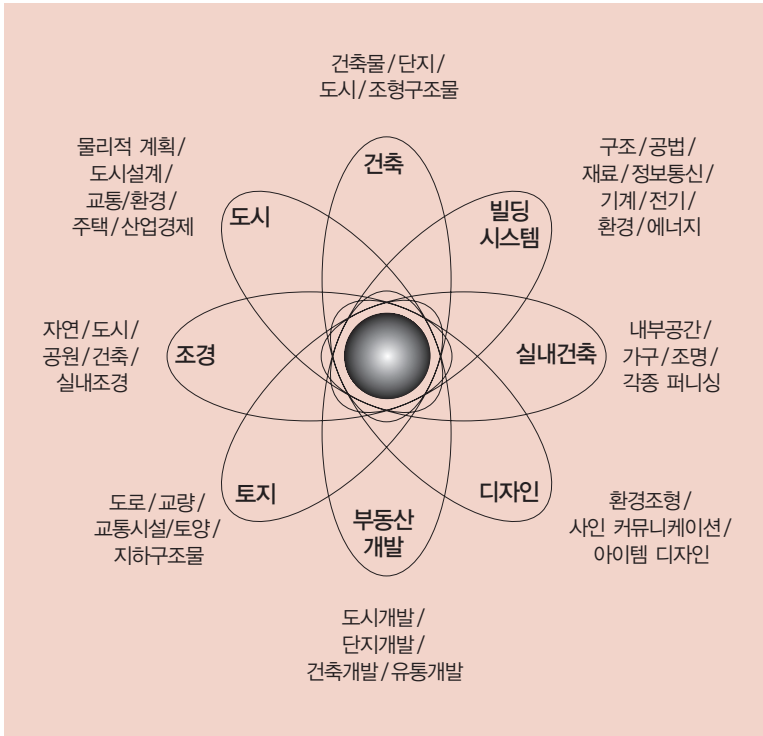 건축물/단지/
도시/조형구조물
건축
물리적 계획/
도시설계/
교통/환경/
주택/산업경제
도시
구조/공법/
재료/정보통신/
기계/전기/
환경/에너지
빌딩
시스템
자연/도시/
공원/건축/
실내조경
조경
실내건축
내부공간/
가구/조명/
각종 퍼니싱
도로/교량/
교통시설/토양/
지하구조물
토지
부동산
개발
디자인
환경조형/
사인 커뮤니케이션/
아이템 디자인
도시개발/
단지개발/
건축개발/유통개발